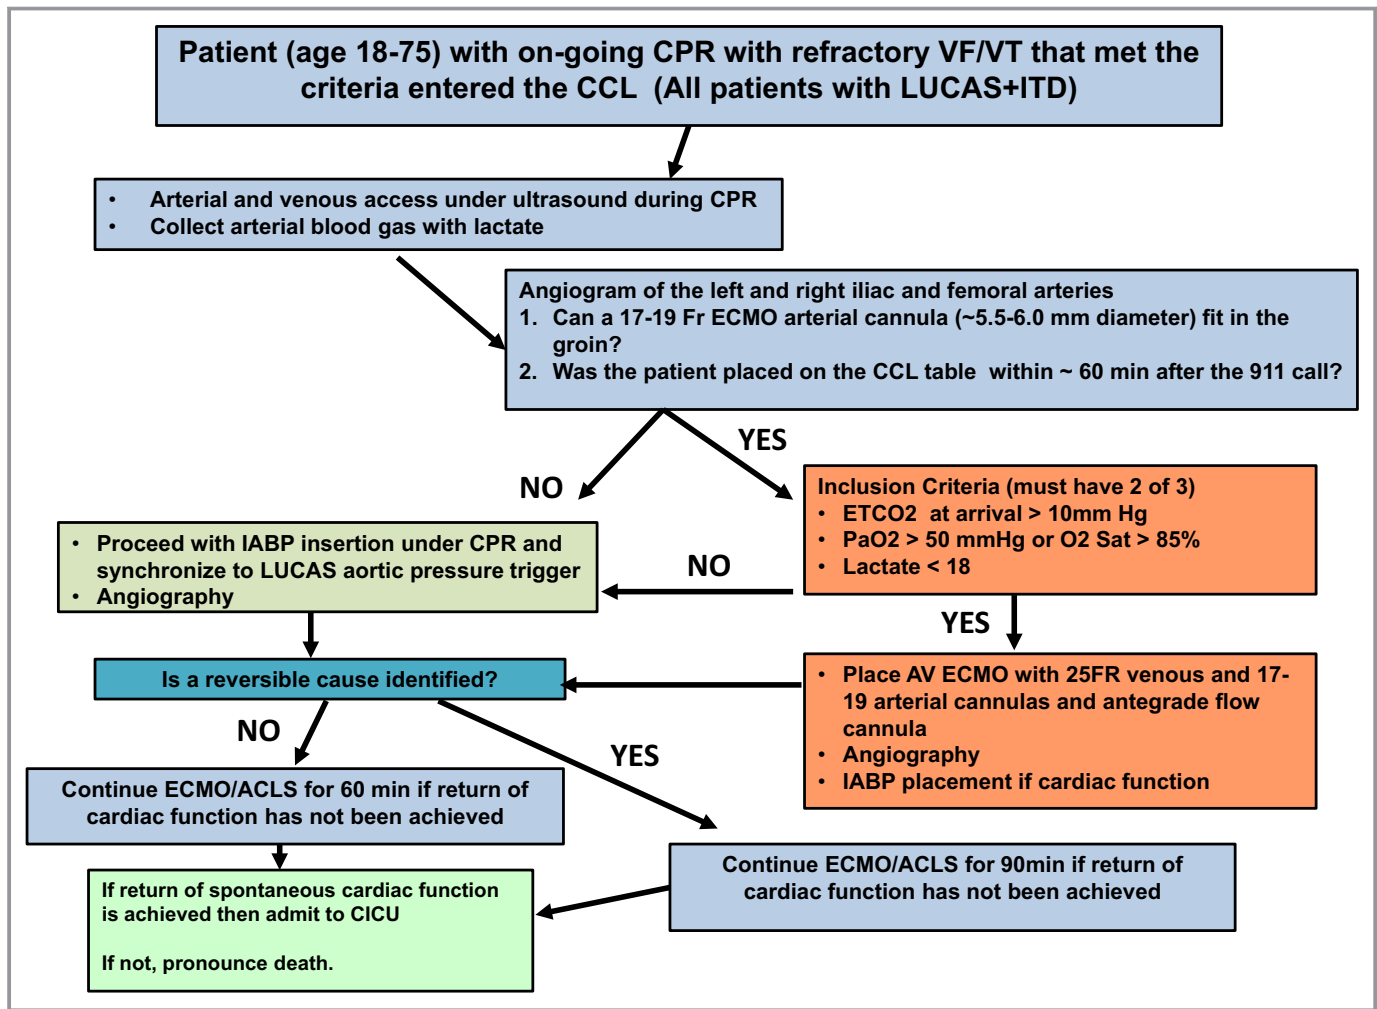 Patient (age 18-75) with on-going CPR with refractory VF/VT that met the
criteria entered the CCL (All patients with LUCAS+ITD)
• Arterial and venous access under ultrasound during CPR
• Collect arterial blood gas with lactate
Angiogram of the left and right iliac and femoral arteries
1. Can a 17-19 Fr ECMO arterial cannula (~5.5-6.0 mm diameter) fit in the
groin?
2. Was the patient placed on the CCL table within ~ 60 min after the 911 call?
YES
NO
Inclusion Criteria (must have 2 of 3)
• ETCO2 at arrival > 10mm Hg
• PaO2 > 50 mmHg or O2 Sat > 85%
• Lactate < 18
• Proceed with IABP insertion under CPR and
synchronize to LUCAS aortic pressure trigger
• Angiography
NO
YES
• Place AV ECMO with 25FR venous and 17-
19 arterial cannulas and antegrade flow
cannula
• Angiography
• IABP placement if cardiac function
Is a reversible cause identified?
NO
YES
Continue ECMO/ACLS for 60 min if return of
cardiac function has not been achieved
Continue ECMO/ACLS for 90min if return of
cardiac function has not been achieved
If return of spontaneous cardiac function
is achieved then admit to CICU
If not, pronounce death.